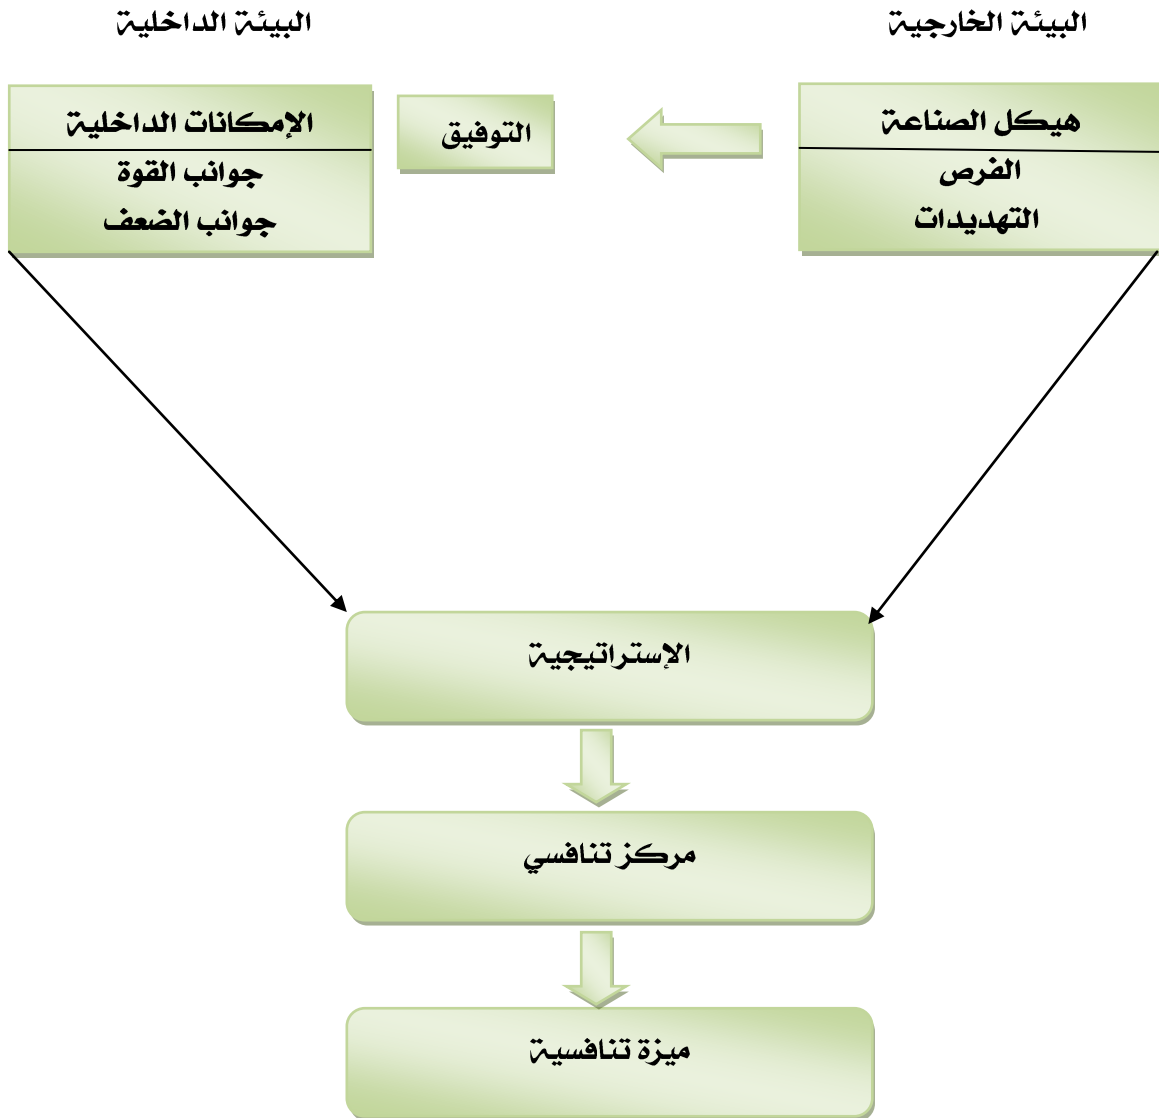 البيئة الخارجية
البيئة الداخلية
هيكل الصناعة
الفرص
التهديدات
التوفيق
الإمكانات الداخلية
جوانب القوة
جوانب الضعف
الإستراتيجية
مركز تنافسي
ميزة تنافسية